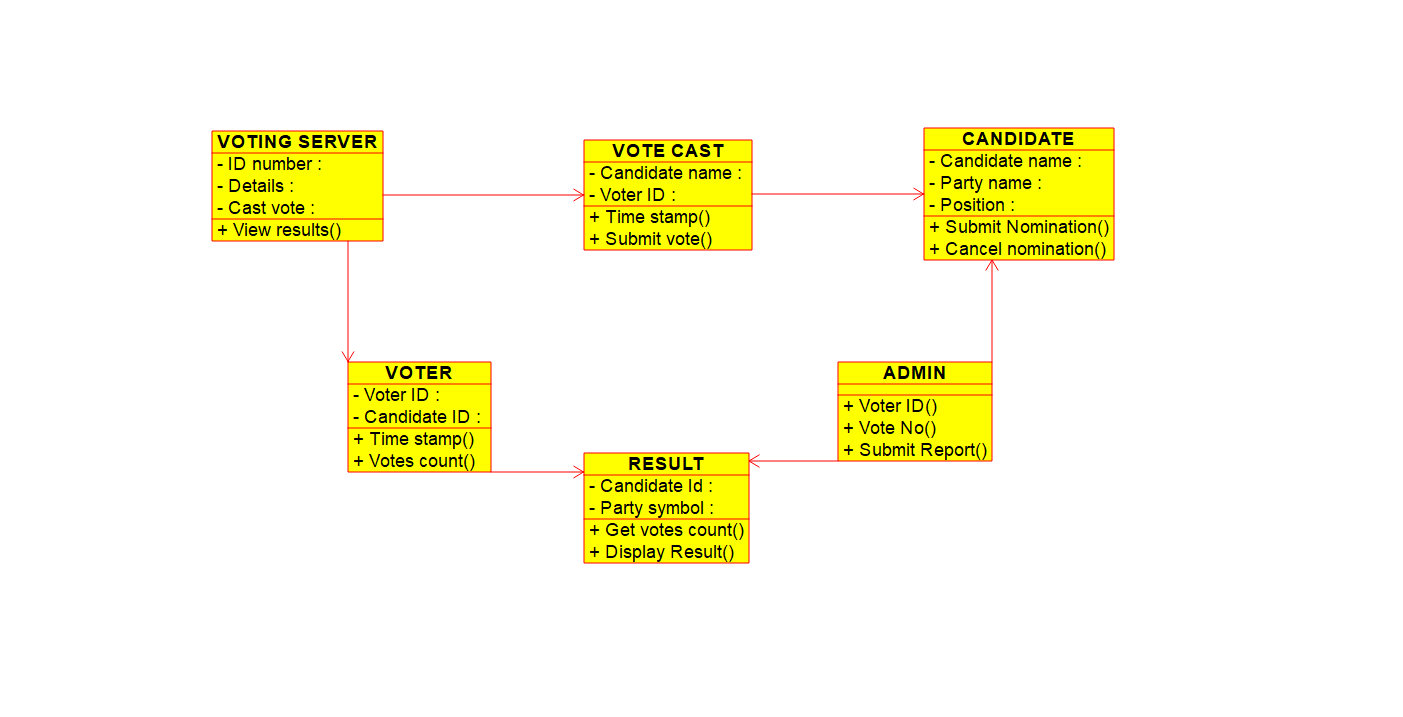 VOTING SERVER
- ID number :
- Details :
- Cast vote :
+ View results()
VOTE CAST
- Candidate name :
- Voter ID :
+ Time stamp()
+ Submit vote()
CANDIDATE
- Candidate name :
- Party name :
- Position :
+ Submit Nomination()
+ Cancel nomination()
VOTER
- Voter ID :
- Candidate ID :
+ Time stamp()
+ Votes count()
RESULT
- Candidate Id :
- Party symbol :
+ Get votes count()
+ Display Result()
ADMIN
+ Voter ID()
+ Vote No()
+ Submit Report()